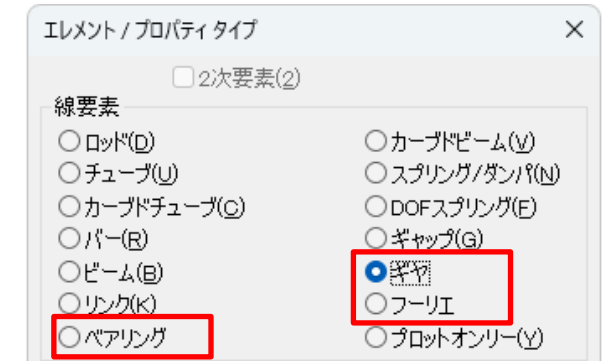 エレメント / プロパティ タイプ
2次要素(2)
線要素
ロッド(D)
チューブ(U)
カーブドチューブ(C)
バー(R)
ビーム(B)
リンク(K)
ベアリング
カーブドビーム(V)
スプリング/ダンパ(N)
DOFスプリング(F)
ギャップ(G)
ギヤ
フーリエ
プロットオンリー(Y)